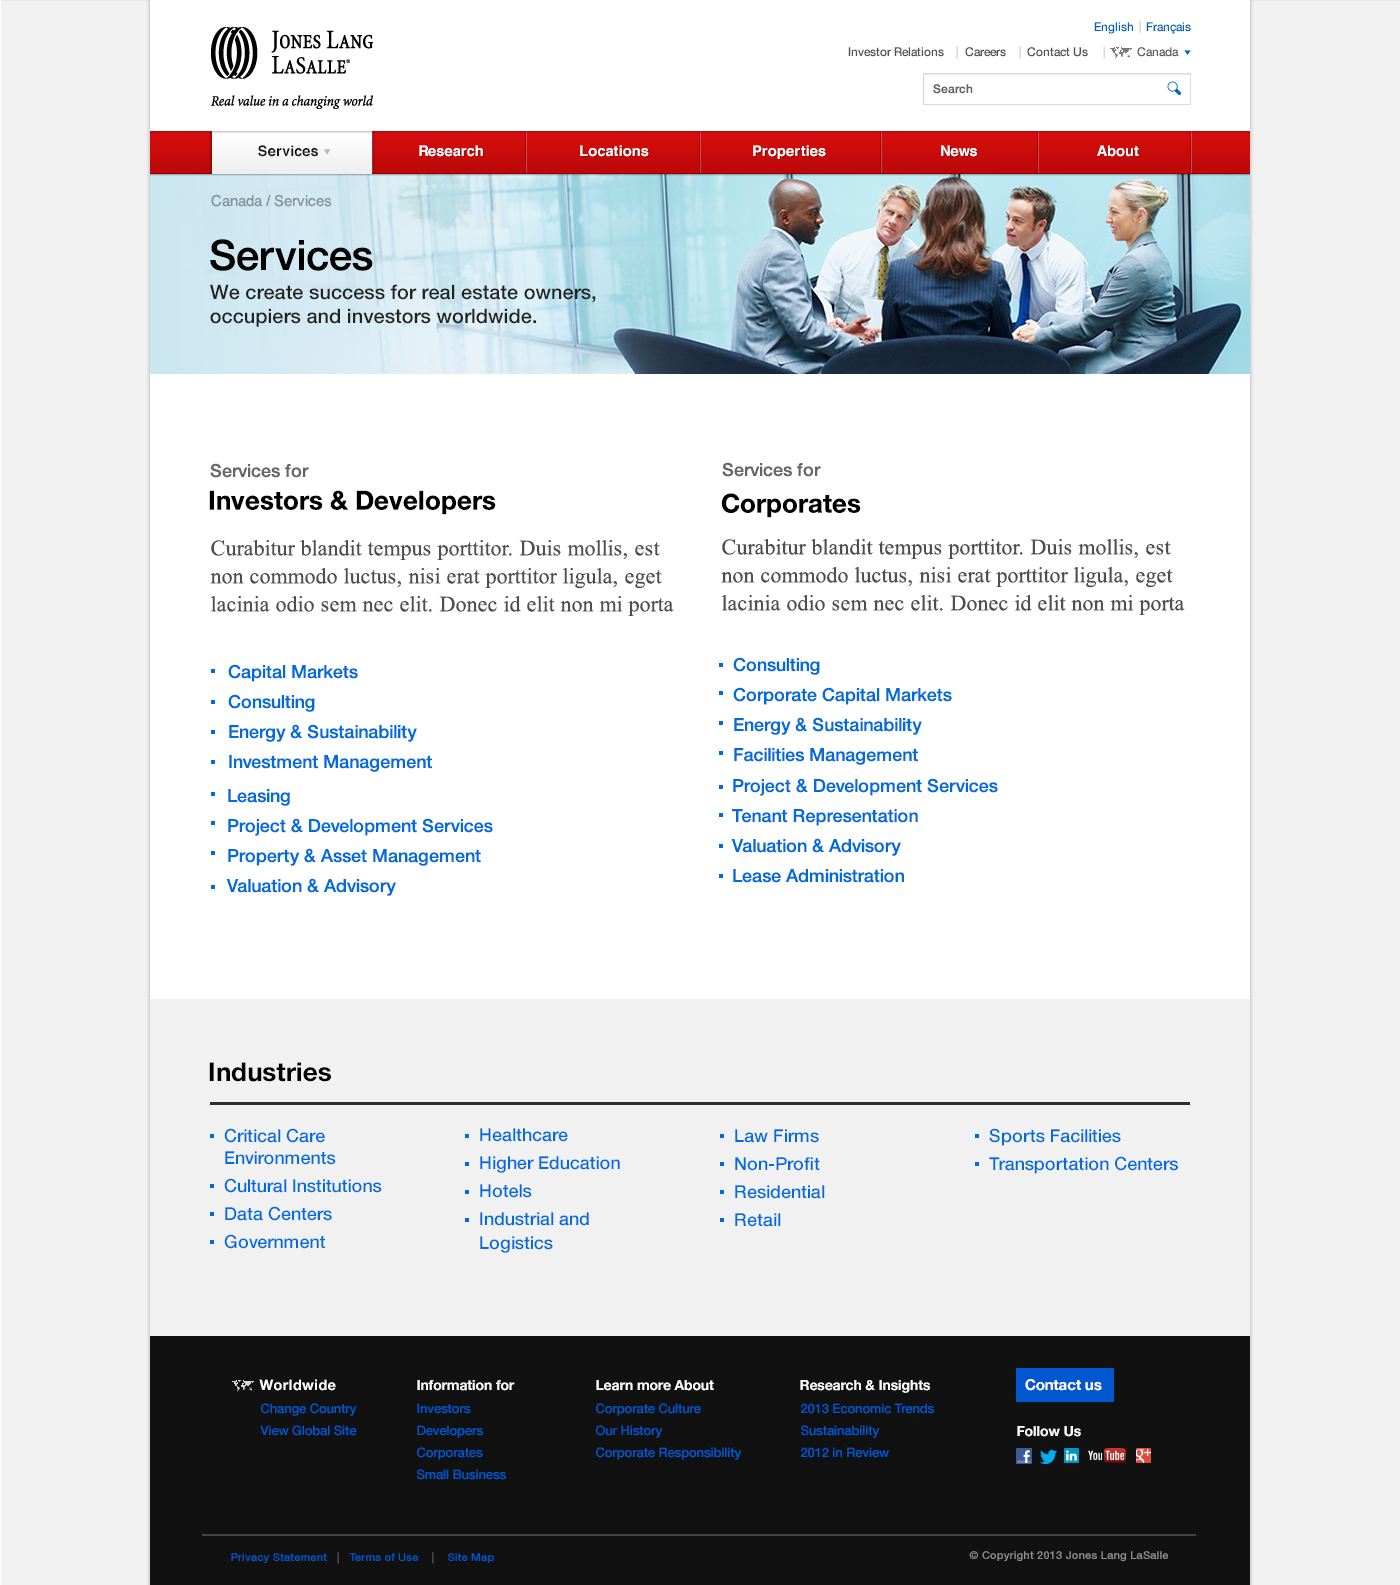 English | Français
JONES LANG
LASALLE®
Real value in a changing world
Investor Relations | Careers | Contact Us | Canada
Search
Services
Research
Locations
Properties
News
About
Canada / Services
Services
We create success for real estate owners,
occupiers and investors worldwide.
Services for
Investors & Developers
Curabitur blandit tempus porttitor. Duis mollis, est
non commodo luctus, nisi erat porttitor ligula, eget
lacinia odio sem nec elit. Donec id elit non mi porta
Capital Markets
Consulting
Energy & Sustainability
Investment Management
Leasing
Project & Development Services
Property & Asset Management
Valuation & Advisory
Services for
Corporates
Curabitur blandit tempus porttitor. Duis mollis, est
non commodo luctus, nisi erat porttitor ligula, eget
lacinia odio sem nec elit. Donec id elit non mi porta
Consulting
Corporate Capital Markets
Energy & Sustainability
Facilities Management
Project & Development Services
Tenant Representation
Valuation & Advisory
Lease Administration
Industries
Critical Care
Environments
Cultural Institutions
Data Centers
Government
Healthcare
Higher Education
Hotels
Industrial and
Logistics
Law Firms
Non-Profit
Residential
Retail
Sports Facilities
Transportation Centers
Worldwide
Change Country
View Global Site
Information for
Investors
Developers
Corporates
Small Business
Learn more About
Corporate Culture
Our History
Corporate Responsibility
Research & Insights
2013 Economic Trends
Sustainability
2012 in Review
Contact us
Follow Us
f in You Tube g+
Privacy Statement | Terms of Use | Site Map
© Copyright 2013 Jones Lang LaSalle